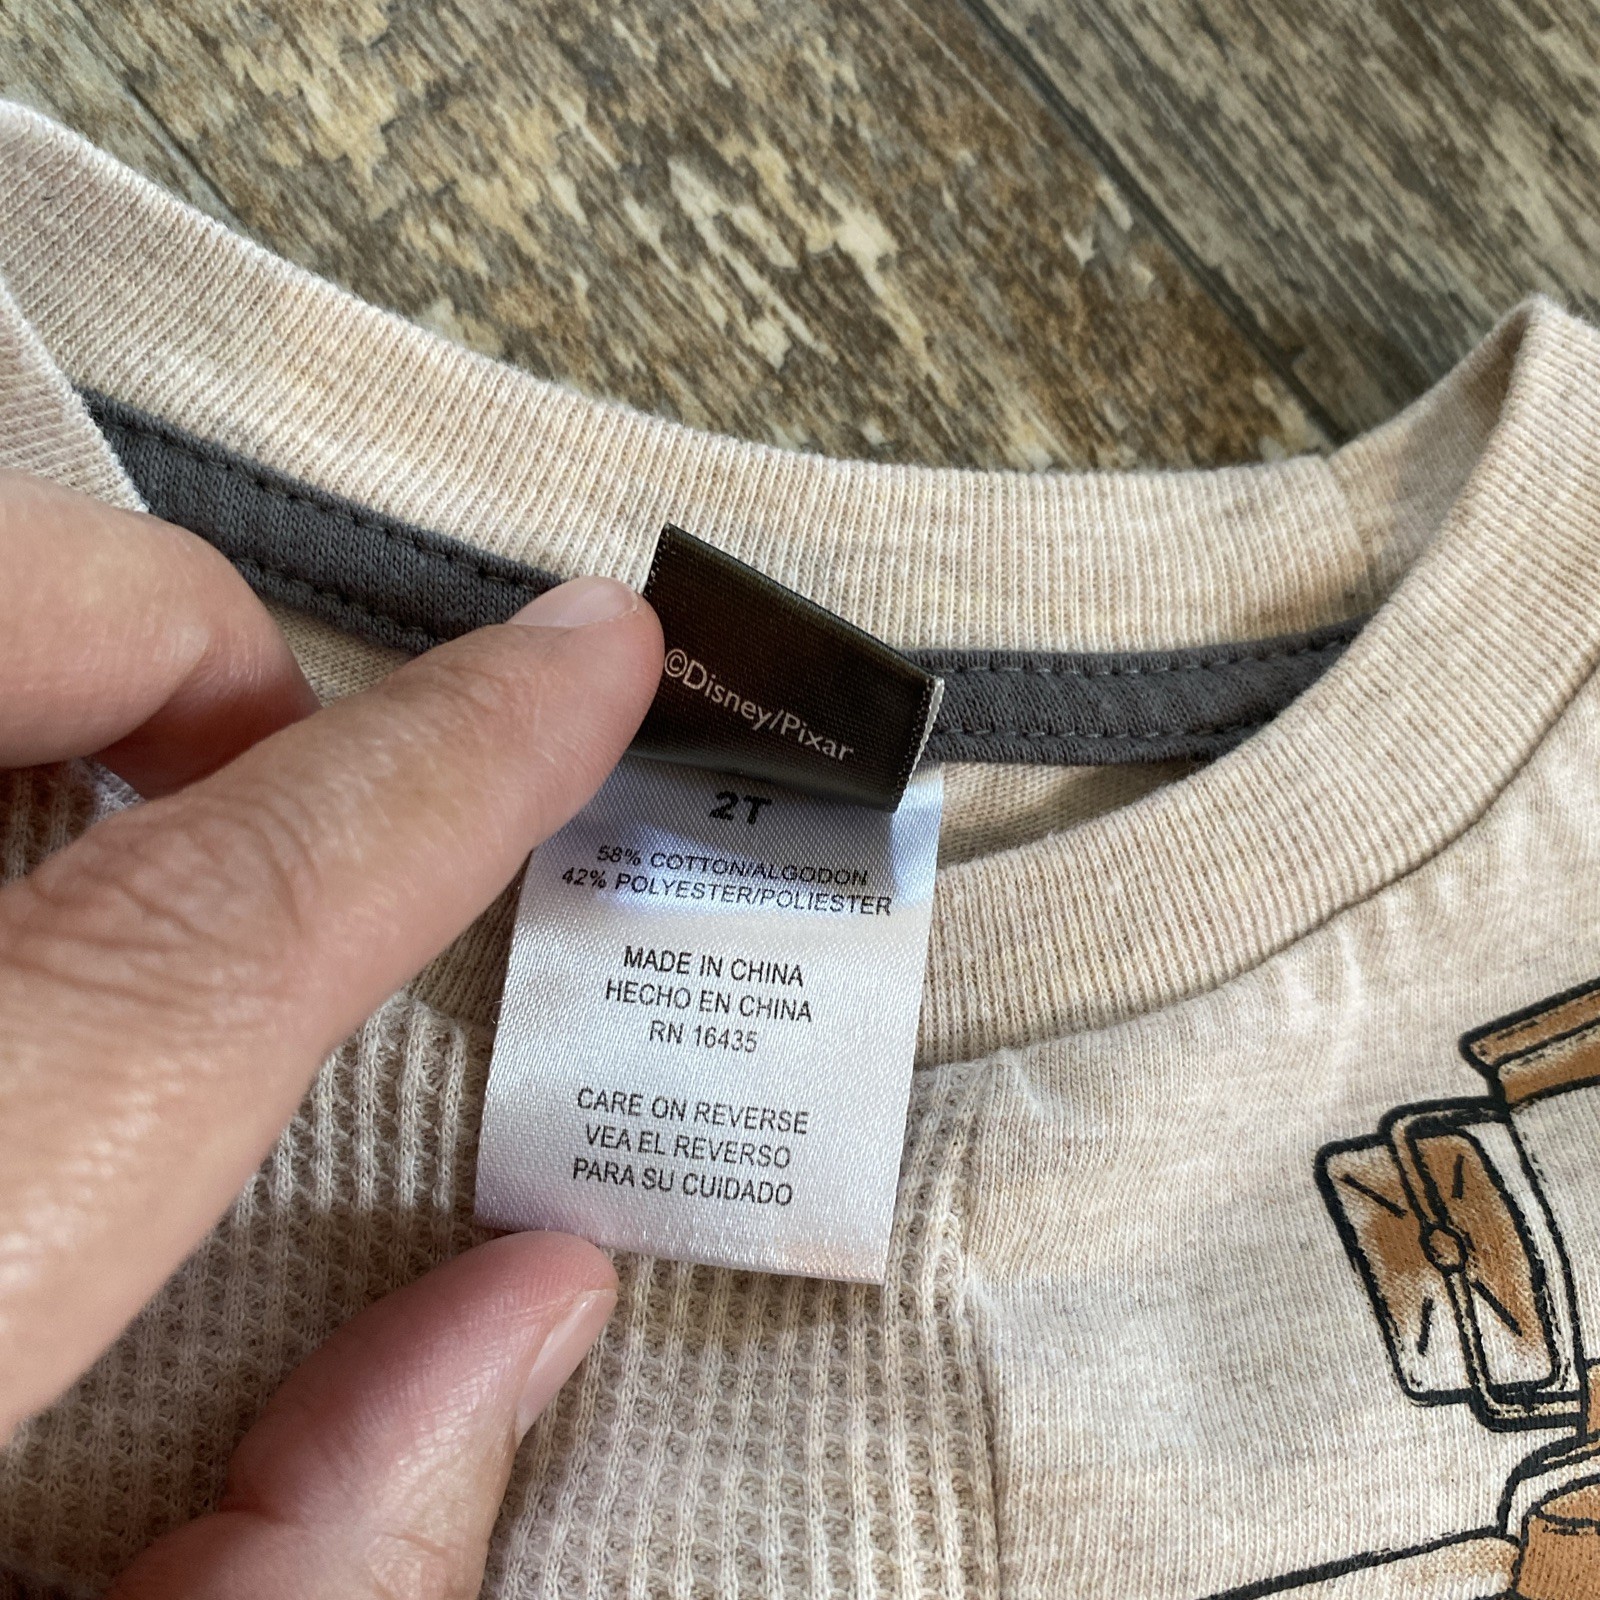 ©Disney/Pixar
2T
58% COTTON/ALGODON
42% POLYESTER/POLIESTER
MADE IN CHINA
HECHO EN CHINA
RN 16435
CARE ON REVERSE
VEA EL REVERSO
PARA SU CUIDADO